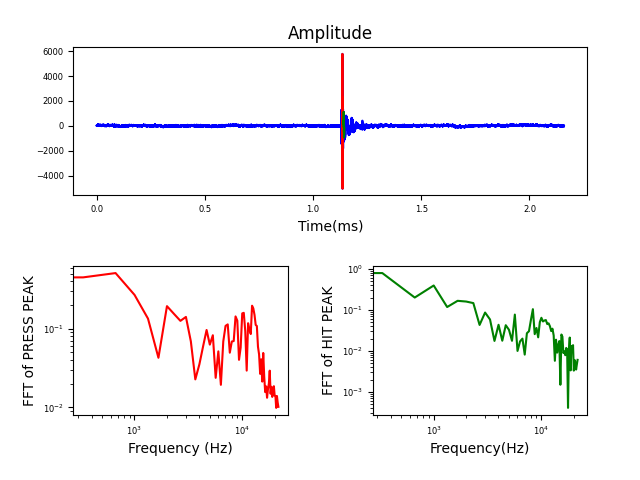 Amplitude
6000
4000
2000
0
−2000
−4000
0.0 0.5 1.0 1.5 2.0
Time(ms)
FFT of PRESS PEAK
10⁻¹
10⁻²
10³ 10⁴
Frequency (Hz)
FFT of HIT PEAK
10⁰
10⁻¹
10⁻²
10⁻³
10³ 10⁴
Frequency(Hz)